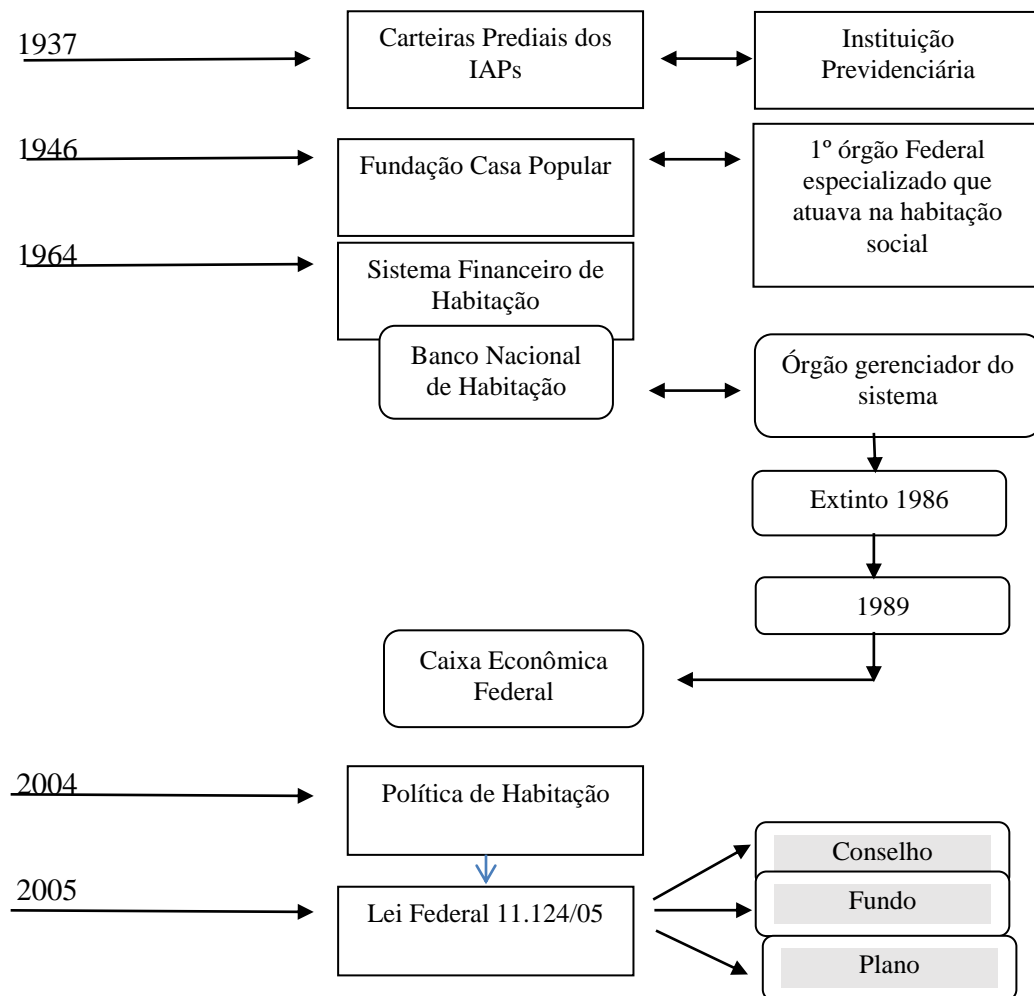 1937
Carteiras Prediais dos
IAPs
Instituição
Previdenciária
1946
Fundação Casa Popular
1º órgão Federal
especializado que
atuava na habitação
social
1964
Sistema Financeiro de
Habitação
Banco Nacional
de Habitação
Órgão gerenciador do
sistema
Extinto 1986
1989
Caixa Econômica
Federal
2004
Política de Habitação
2005
Lei Federal 11.124/05
Conselho
Fundo
Plano